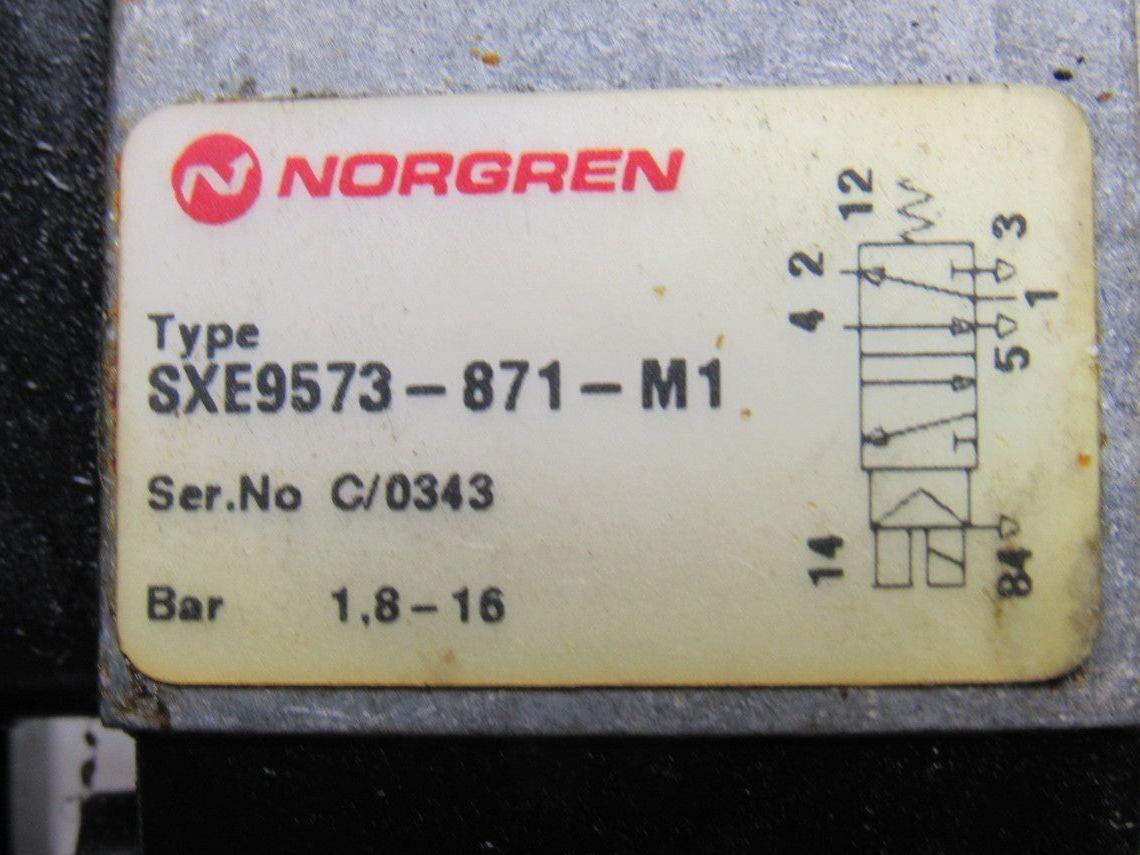 NORGREN
Type
SXE9573-871-M1
Ser.No C/0343
Bar 1,8-16
12
2
3
4
1
5
14
84